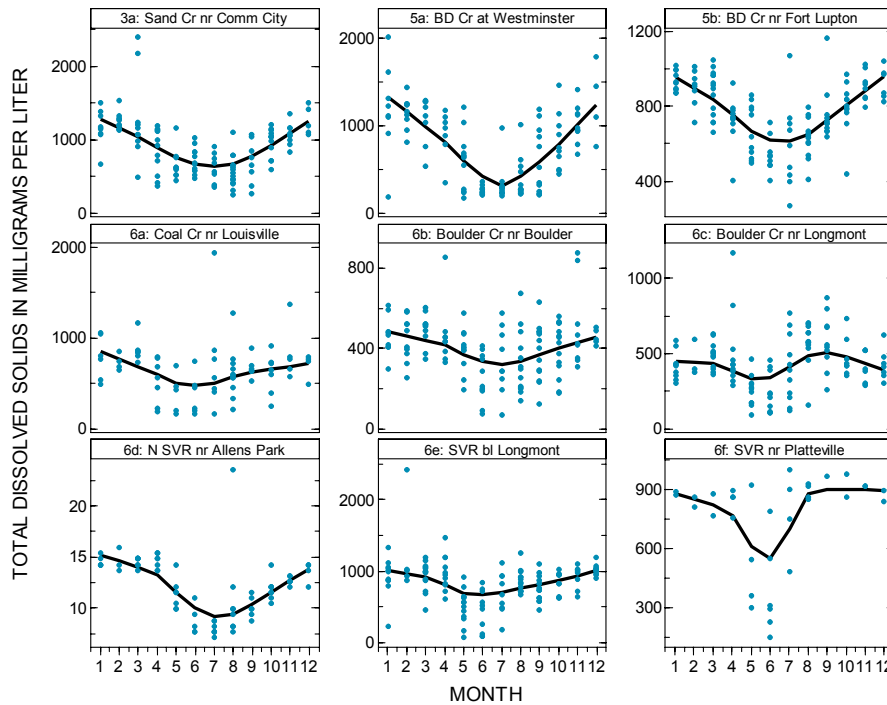 3a: Sand Cr nr Comm City
5a: BD Cr at Westminster
5b: BD Cr nr Fort Lupton
2000
1000
0
2000
1000
0
1200
800
400
6a: Coal Cr nr Louisville
6b: Boulder Cr nr Boulder
6c: Boulder Cr nr Longmont
2000
1000
0
800
400
0
1000
500
0
6d: N SVR nr Allens Park
6e: SVR bl Longmont
6f: SVR nr Platteville
25
20
15
10
2000
1000
0
900
600
300
1 2 3 4 5 6 7 8 9 10 11 12
1 2 3 4 5 6 7 8 9 10 11 12
1 2 3 4 5 6 7 8 9 10 11 12
TOTAL DISSOLVED SOLIDS IN MILLIGRAMS PER LITER
MONTH